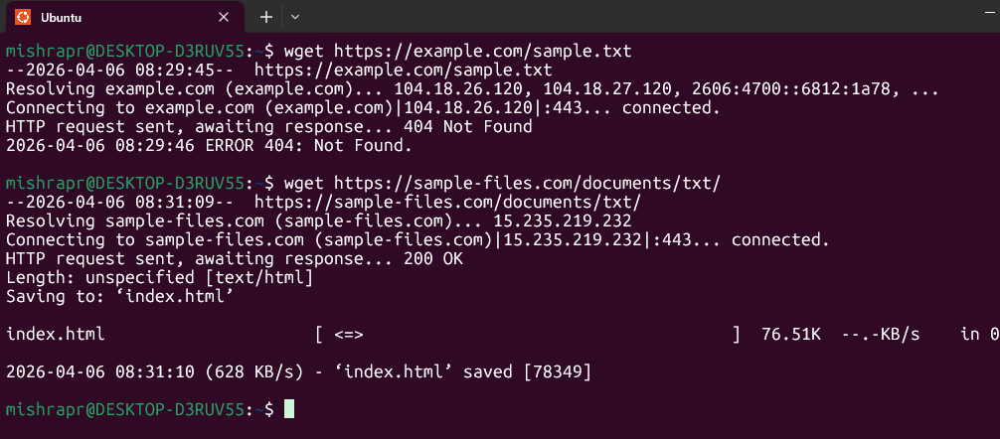 Ubuntu
mishrapr@DESKTOP-D3RUV55:~$ wget https://example.com/sample.txt
--2026-04-06 08:29:45--  https://example.com/sample.txt
Resolving example.com (example.com)... 104.18.26.120, 104.18.27.120, 2606:4700::6812:1a78, ...
Connecting to example.com (example.com)|104.18.26.120|:443... connected.
HTTP request sent, awaiting response... 404 Not Found
2026-04-06 08:29:46 ERROR 404: Not Found.
mishrapr@DESKTOP-D3RUV55:~$ wget https://sample-files.com/documents/txt/
--2026-04-06 08:31:09--  https://sample-files.com/documents/txt/
Resolving sample-files.com (sample-files.com)... 15.235.219.232
Connecting to sample-files.com (sample-files.com)|15.235.219.232|:443... connected.
HTTP request sent, awaiting response... 200 OK
Length: unspecified [text/html]
Saving to: ‘index.html’
index.html                      [ <=>                                   ]  76.51K  --.-KB/s    in 0
2026-04-06 08:31:10 (628 KB/s) - ‘index.html’ saved [78349]
mishrapr@DESKTOP-D3RUV55:~$